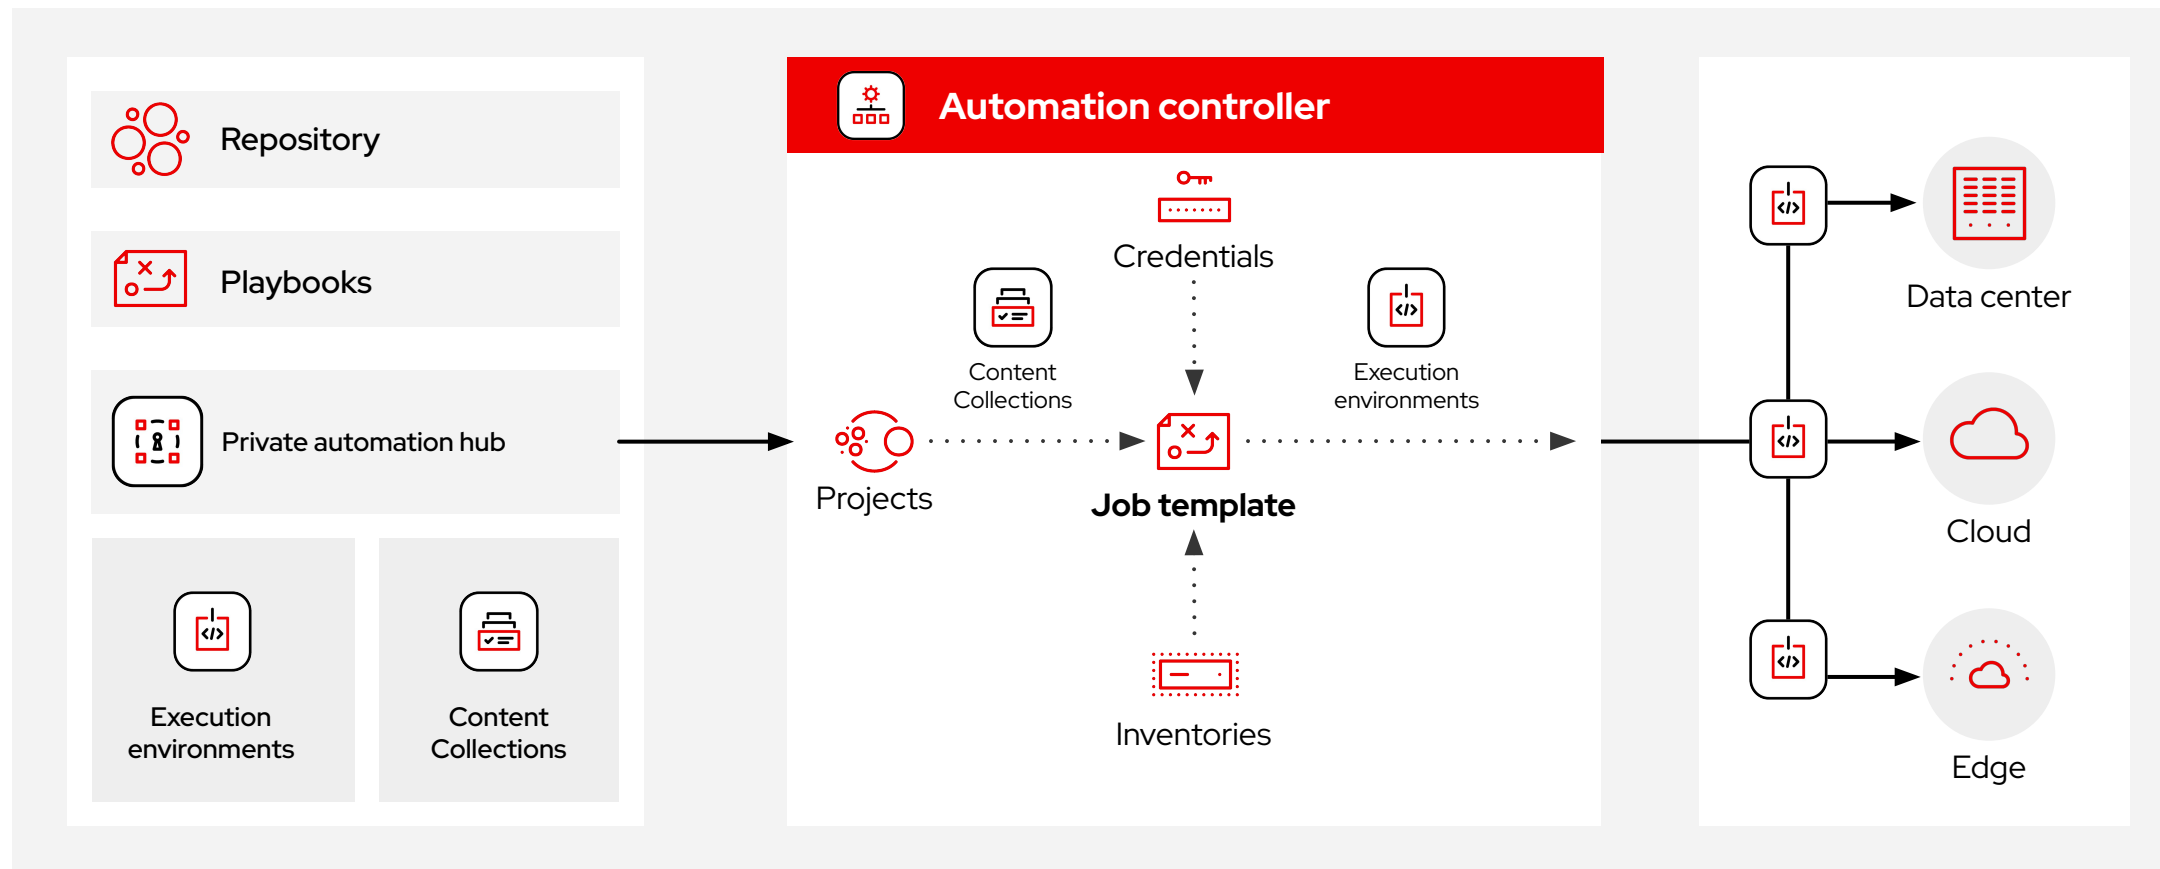 Repository
Playbooks
Private automation hub
Execution
environments
Content
Collections
Automation controller
Credentials
Content
Collections
Execution
environments
Projects
Job template
Inventories
Data center
Cloud
Edge